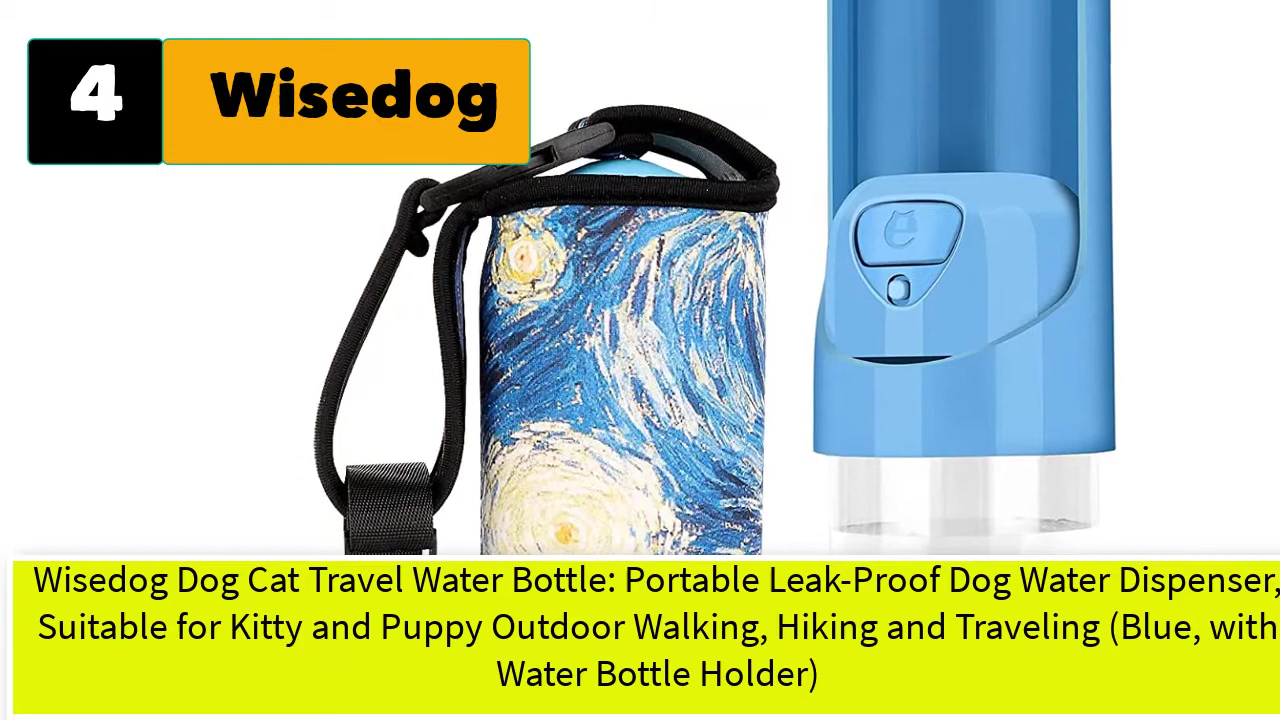 4
Wisedog
e
Wisedog Dog Cat Travel Water Bottle: Portable Leak-Proof Dog Water Dispenser,
Suitable for Kitty and Puppy Outdoor Walking, Hiking and Traveling (Blue, with
Water Bottle Holder)